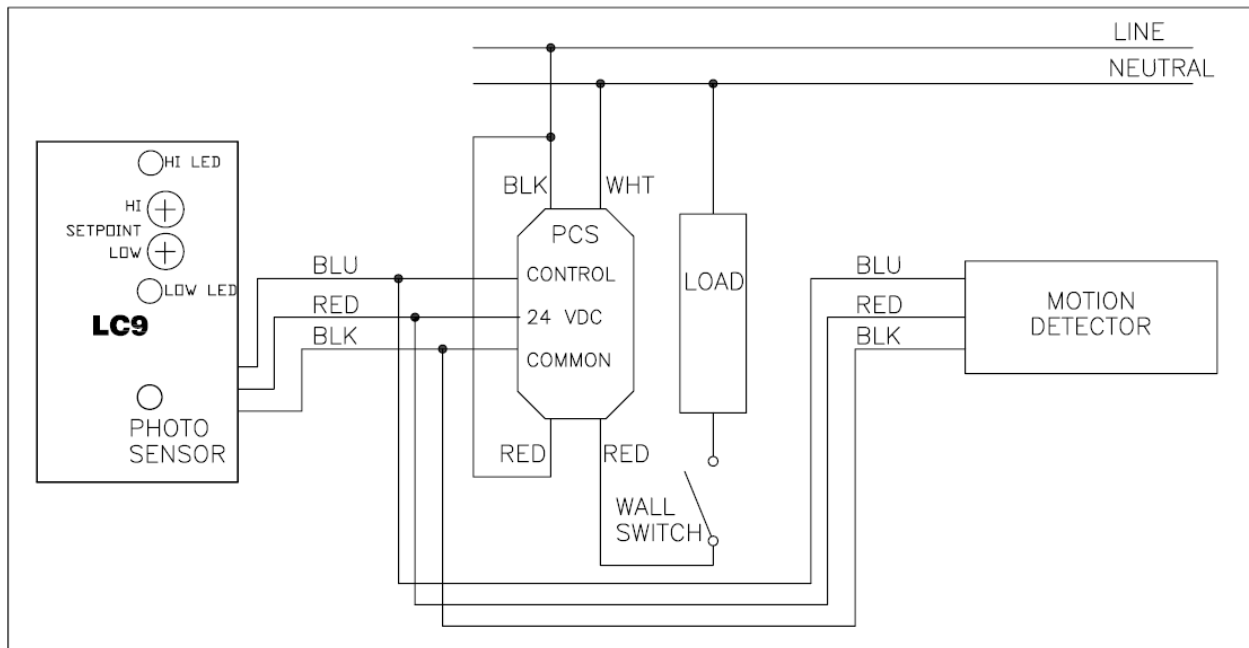 LINE
NEUTRAL
HI LED
HI
SETPOINT
LOW
LOW LED
LC9
PHOTO
SENSOR
BLU
RED
BLK
BLK
WHT
PCS
CONTROL
24 VDC
COMMON
RED
RED
LOAD
WALL
SWITCH
BLU
RED
BLK
MOTION
DETECTOR